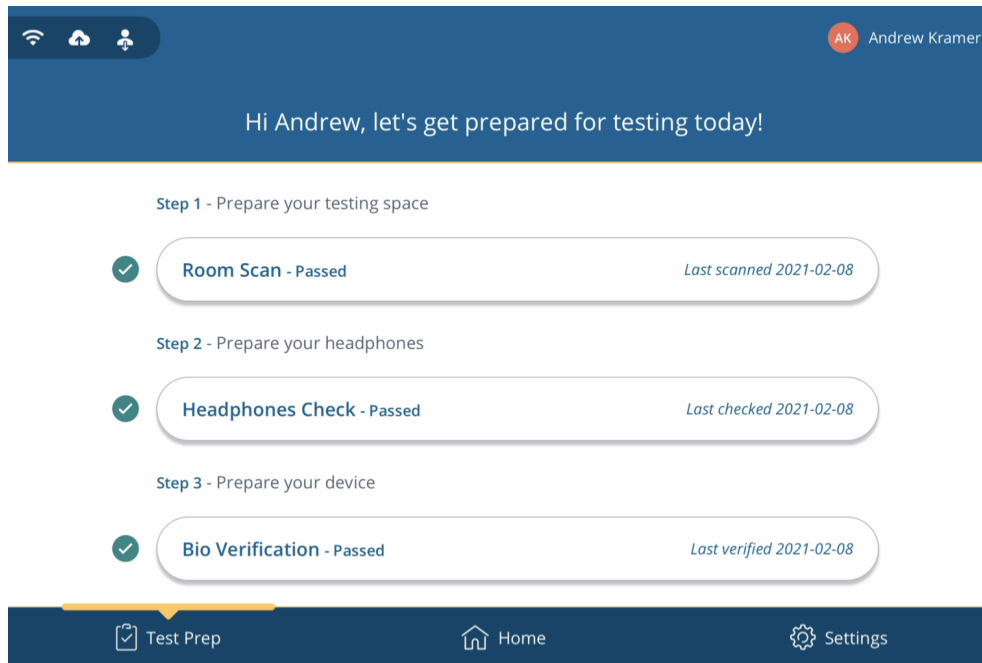 AK Andrew Kramer
Hi Andrew, let's get prepared for testing today!
Step 1 - Prepare your testing space
Room Scan - Passed Last scanned 2021-02-08
Step 2 - Prepare your headphones
Headphones Check - Passed Last checked 2021-02-08
Step 3 - Prepare your device
Bio Verification - Passed Last verified 2021-02-08
Test Prep Home Settings